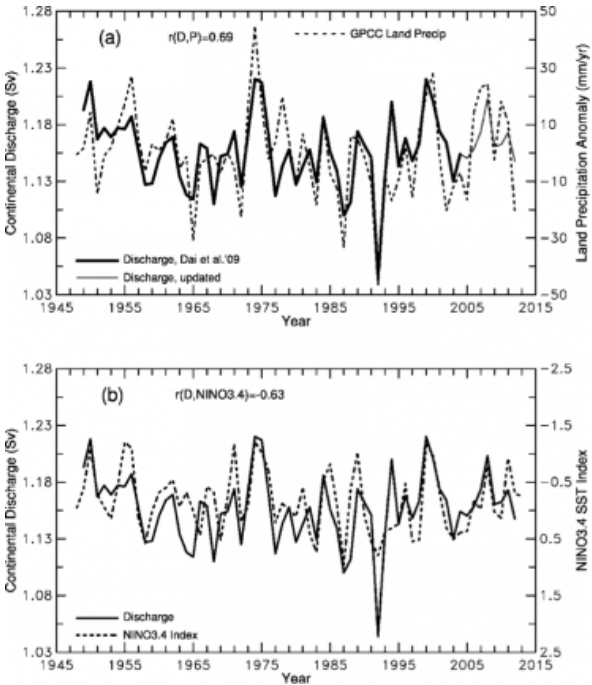 (a)
r(D,P)=0.69
GPCC Land Precip
1.28
1.23
1.18
1.13
1.08
1.03
Continental Discharge (Sv)
50
30
10
−10
−30
−50
Land Precipitation Anomaly (mm/yr)
Discharge, Dai et al.'09
Discharge, updated
1945 1955 1965 1975 1985 1995 2005 2015
Year
(b)
r(D,NINO3.4)=-0.63
1.28
1.23
1.18
1.13
1.08
1.03
Continental Discharge (Sv)
−2.5
−1.5
−0.5
0.5
1.5
2.5
NINO3.4 SST Index
Discharge
NINO3.4 Index
1945 1955 1965 1975 1985 1995 2005 2015
Year